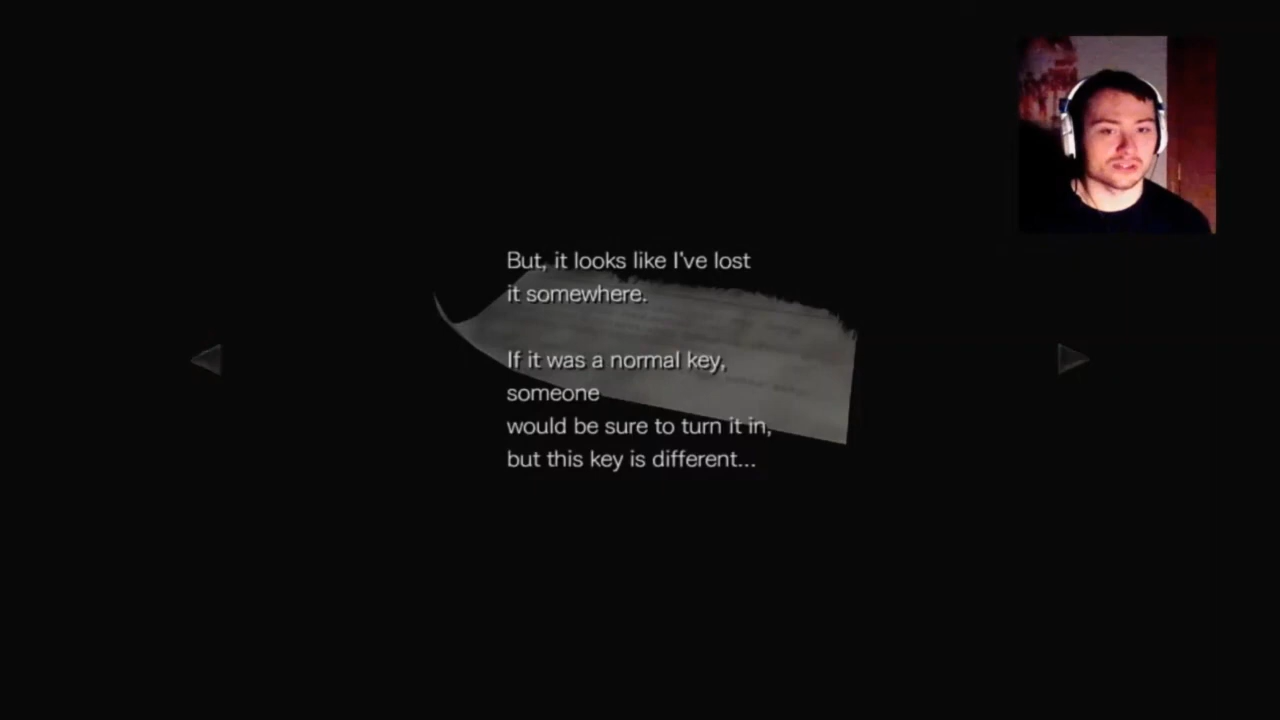 But, it looks like I've lost
it somewhere.
If it was a normal key,
someone
would be sure to turn it in,
but this key is different...